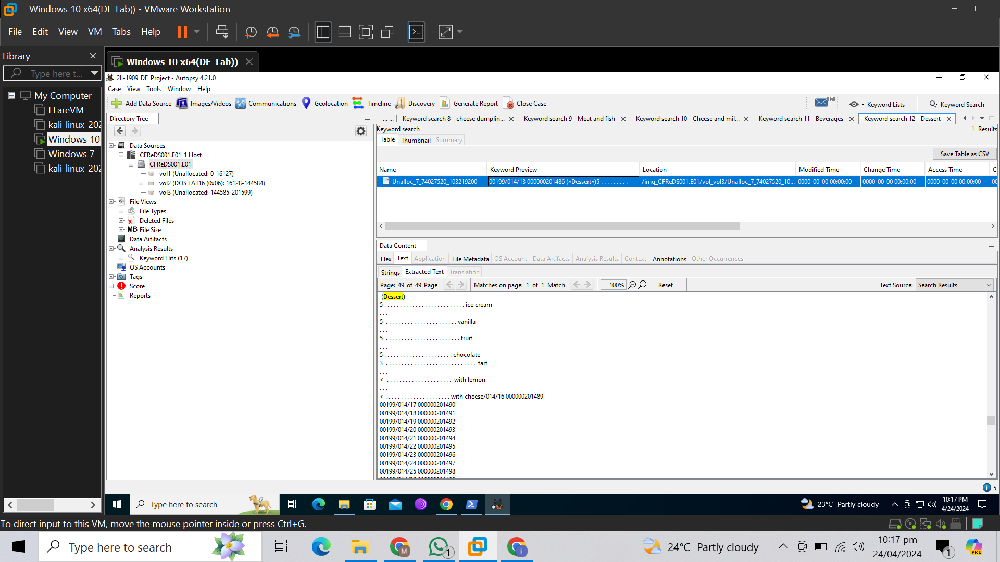 Windows 10 x64(DF_Lab)) - VMware Workstation
File Edit View VM Tabs Help
Library
Type here t...
My Computer
FLareVM
kali-linux-202
Windows 10
Windows 7
kali-linux-202
Windows 10 x64(DF_Lab))
2II-1909_DF_Project - Autopsy 4.21.0
Case View Tools Window Help
Add Data Source Images/Videos Communications Geolocation Timeline Discovery Generate Report Close Case
17
Keyword Lists
Keyword Search
Directory Tree
Data Sources
CFReDS001.E01_1 Host
CFReDS001.E01
vol1 (Unallocated: 0-16127)
vol2 (DOS FAT16 (0x06): 16128-144584)
vol3 (Unallocated: 144585-201599)
File Views
File Types
Deleted Files
MB File Size
Data Artifacts
Analysis Results
Keyword Hits (17)
OS Accounts
Tags
Score
Reports
... ... Keyword search 8 - cheese dumplin... Keyword search 9 - Meat and fish Keyword search 10 - Cheese and mil... Keyword search 11 - Beverages Keyword search 12 - Dessert
Keyword search
1 Results
Table Thumbnail Summary
Save Table as CSV
Name Keyword Preview Location Modified Time Change Time Access Time C
Unalloc_7_74027520_103219200 00199/014/13 000000201486 («Dessert«)5 . . . . . . . . . /img_CFReDS001.E01/vol_vol3/Unalloc_7_74027520_10... 0000-00-00 00:00:00 0000-00-00 00:00:00 0000-00-00 00:00:00 00
Data Content
Hex Text Application File Metadata OS Account Data Artifacts Analysis Results Context Annotations Other Occurrences
Strings Extracted Text Translation
Page: 49 of 49 Page Matches on page: 1 of 1 Match 100% Reset Text Source: Search Results
(Dessert)
5 . . . . . . . . . . . . . . . . . . . . . . . . . . ice cream
. . .
5 . . . . . . . . . . . . . . . . . . . . . . . vanilla
. . .
5 . . . . . . . . . . . . . . . . . . . . . . . . fruit
. . .
5 . . . . . . . . . . . . . . . . . . . . . . chocolate
3 . . . . . . . . . . . . . . . . . . . . . . . . . . . . . tart
. . .
< . . . . . . . . . . . . . . . . . . . . . with lemon
. . .
< . . . . . . . . . . . . . . . . . . . . . with cheese/014/16 000000201489
00199/014/17 000000201490
00199/014/18 000000201491
00199/014/19 000000201492
00199/014/20 000000201493
00199/014/21 000000201494
00199/014/22 000000201495
00199/014/23 000000201496
00199/014/24 000000201497
00199/014/25 000000201498
5
Type here to search
23°C Partly cloudy
10:17 PM
4/24/2024
To direct input to this VM, move the mouse pointer inside or press Ctrl+G.
Type here to search
M
1
i
24°C Partly cloudy
10:17 pm
24/04/2024
1
PRE